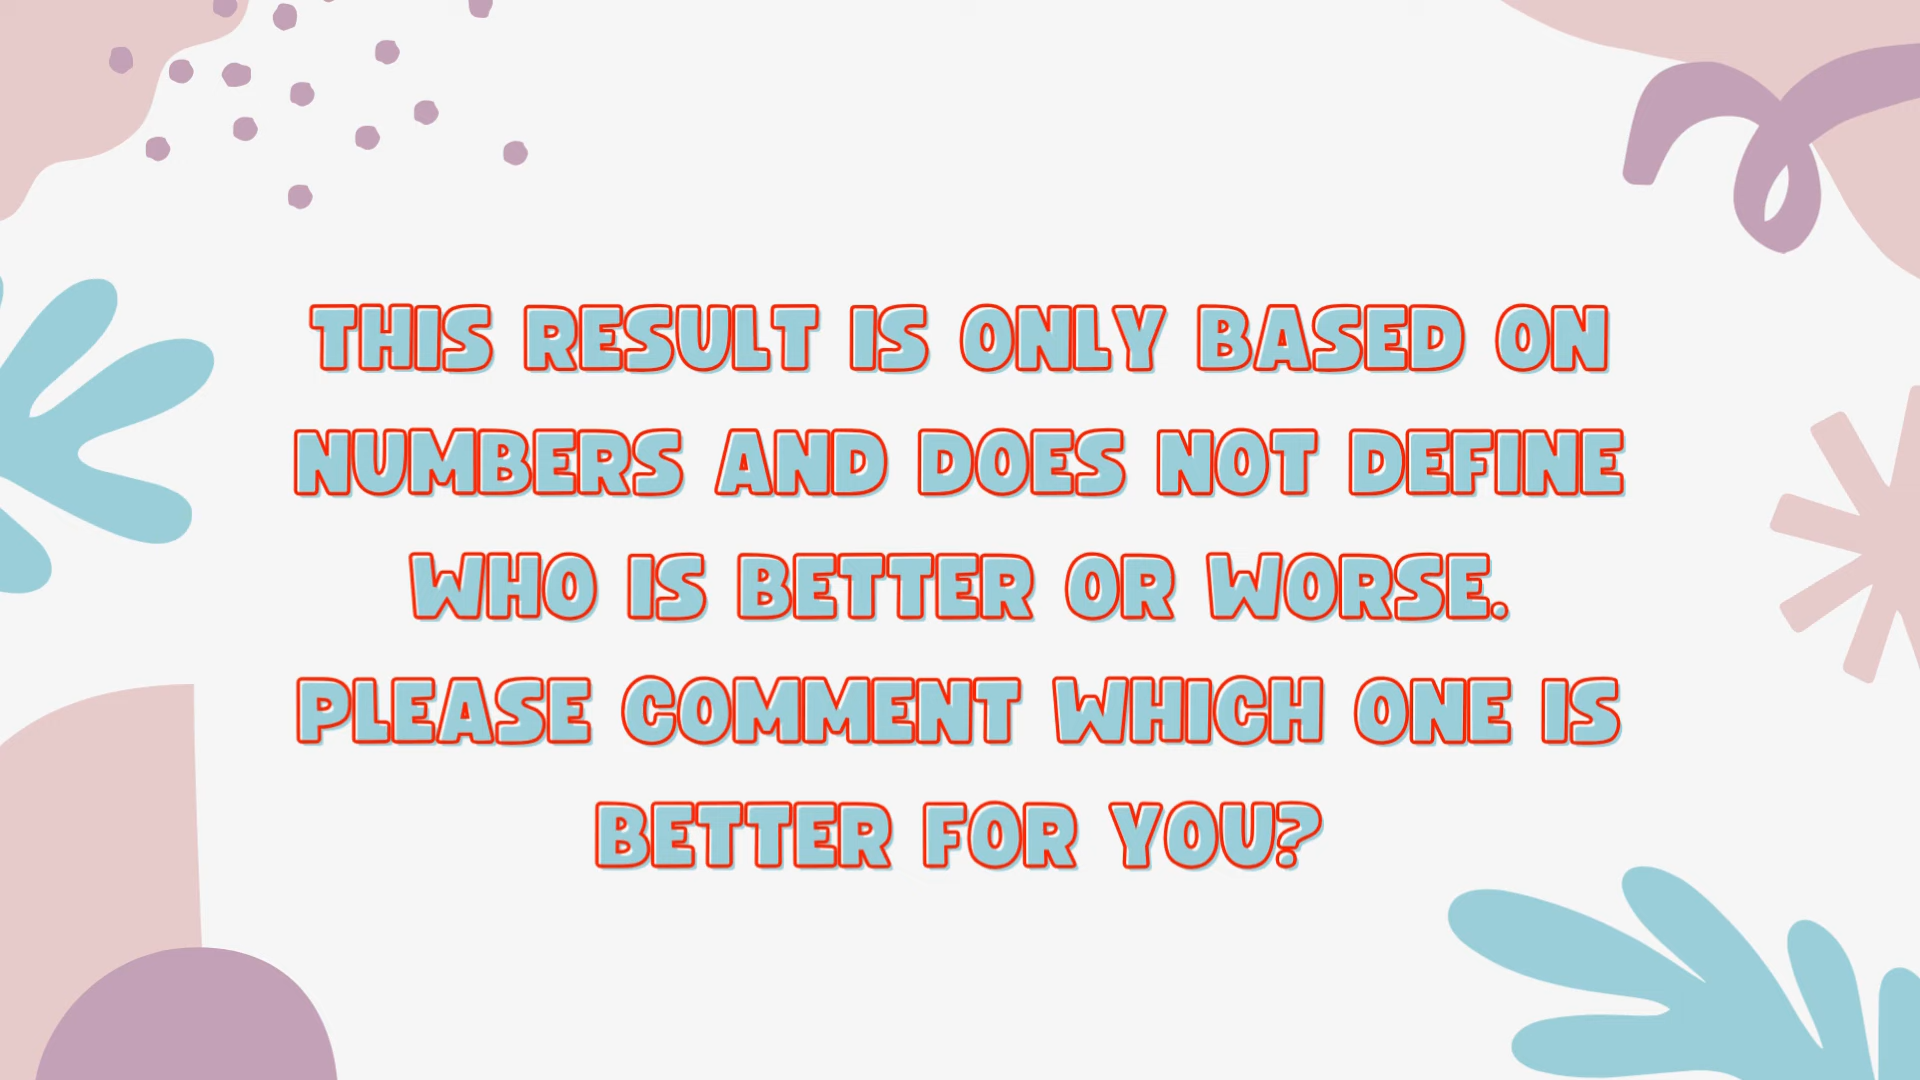 THIS RESULT IS ONLY BASED ON
NUMBERS AND DOES NOT DEFINE
WHO IS BETTER OR WORSE.
PLEASE COMMENT WHICH ONE IS
BETTER FOR YOU?